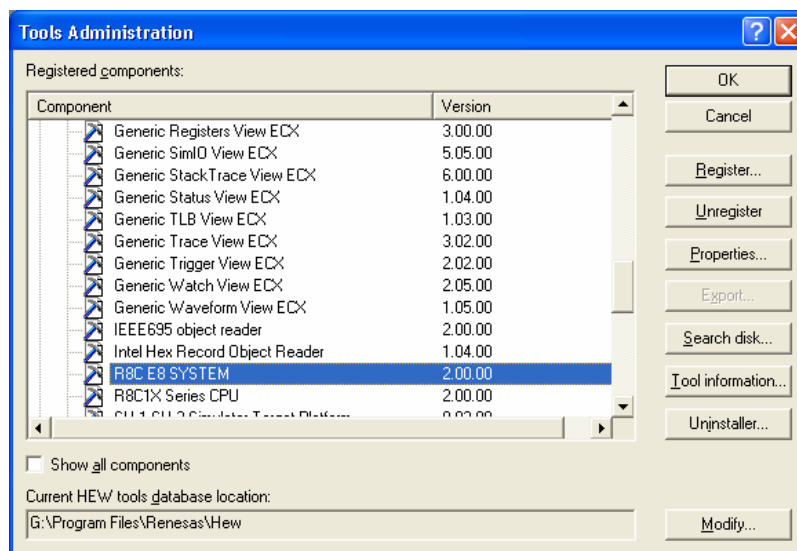 Tools Administration
Registered components:
OK
Component Version
Cancel
Generic Registers View ECX 3.00.00
Generic SimIO View ECX 5.05.00
Generic StackTrace View ECX 6.00.00
Register...
Generic Status View ECX 1.04.00
Generic TLB View ECX 1.03.00
Unregister
Generic Trace View ECX 3.02.00
Generic Trigger View ECX 2.02.00
Properties...
Generic Watch View ECX 2.05.00
Generic Waveform View ECX 1.05.00
Export...
IEEE695 object reader 2.00.00
Intel Hex Record Object Reader 1.04.00
Search disk...
R8C E8 SYSTEM 2.00.00
Tool information...
R8C1X Series CPU 2.00.00
Uninstaller...
Show all components
Current HEW tools database location:
G:\Program Files\Renesas\Hew
Modify...